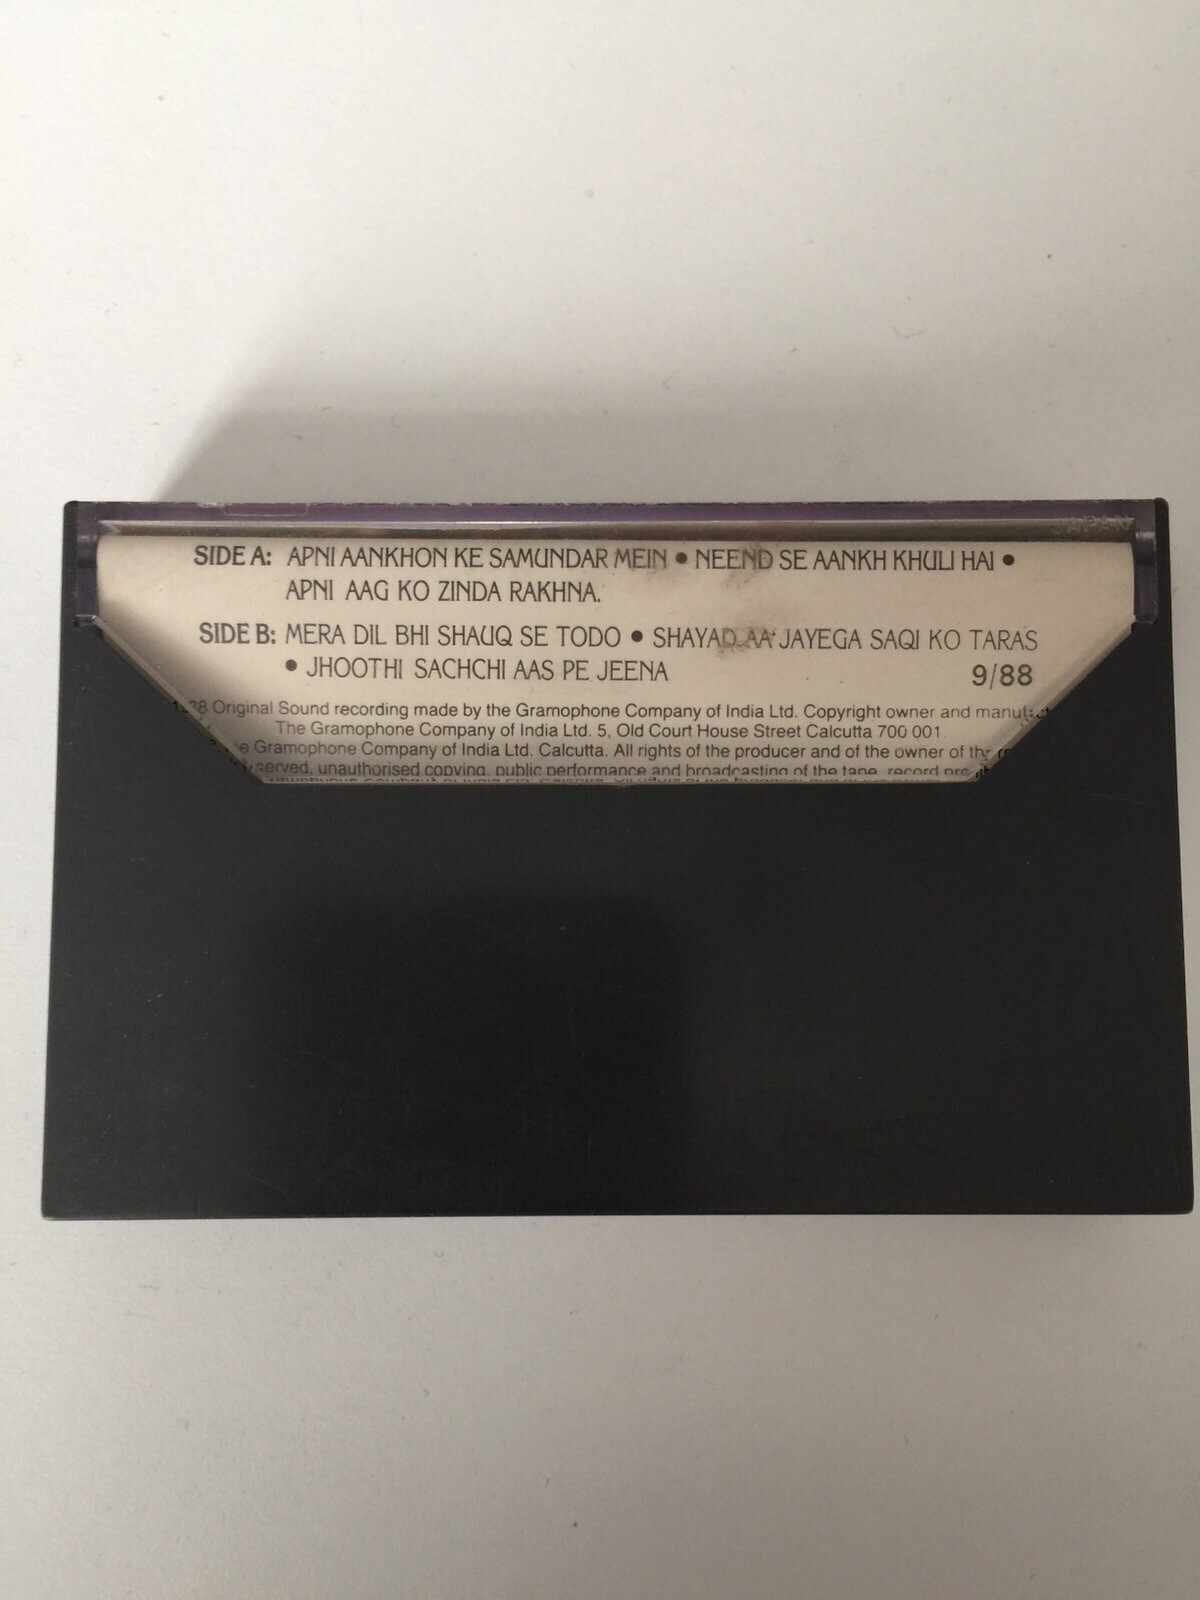 JAPAN
SIDE A: APNI AANKHON KE SAMUNDAR MEIN • NEEND SE AANKH KHULI HAI •
APNI AAG KO ZINDA RAKHNA.
SIDE B: MERA DIL BHI SHAUQ SE TODO • SHAYAD AA JAYEGA SAQI KO TARAS
• JHOOTHI SACHCHI AAS PE JEENA 9/88
Original Sound recording made by the Gramophone Company of India Ltd. Copyright owner and
The Gramophone Company of India Ltd. 5, Old Court House Street Calcutta 700 001
Gramophone Company of India Ltd. Calcutta. All rights of the producer and of the owner of
unauthorised copying, public performance and broadcasting of the tape, record